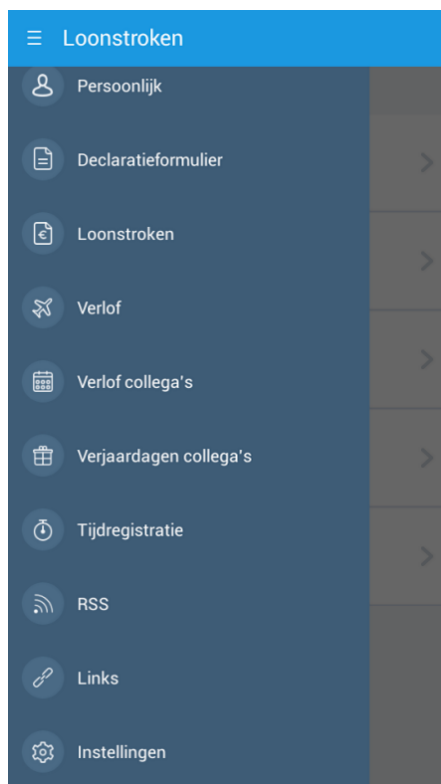 Loonstroken
Persoonlijk
Declaratieformulier
Loonstroken
Verlof
Verlof collega's
Verjaardagen collega's
Tijdregistratie
RSS
Links
Instellingen